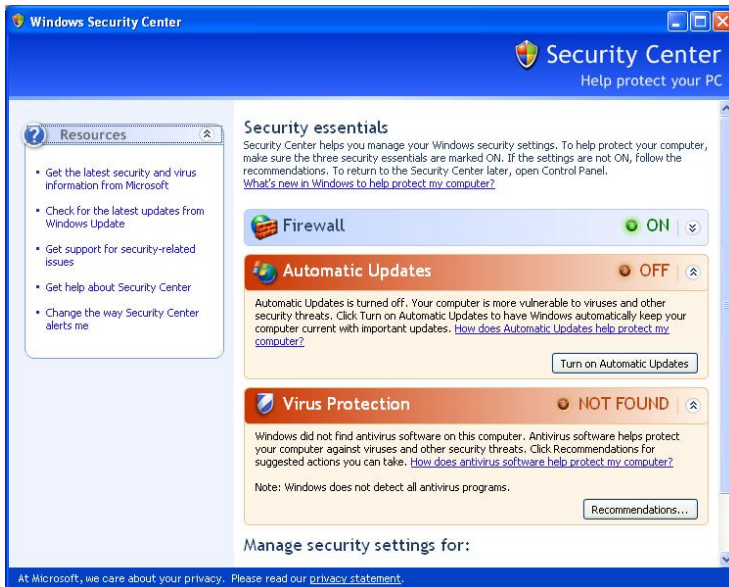 Windows Security Center
Security Center
Help protect your PC
Resources
Get the latest security and virus
information from Microsoft
Check for the latest updates from
Windows Update
Get support for security-related
issues
Get help about Security Center
Change the way Security Center
alerts me
Security essentials
Security Center helps you manage your Windows security settings. To help protect your computer,
make sure the three security essentials are marked ON. If the settings are not ON, follow the
recommendations. To return to the Security Center later, open Control Panel.
What's new in Windows to help protect my computer?
Firewall ON
Automatic Updates OFF
Automatic Updates is turned off. Your computer is more vulnerable to viruses and other
security threats. Click Turn on Automatic Updates to have Windows automatically keep your
computer current with important updates. How does Automatic Updates help protect my
computer?
Turn on Automatic Updates
Virus Protection NOT FOUND
Windows did not find antivirus software on this computer. Antivirus software helps protect
your computer against viruses and other security threats. Click Recommendations for
suggested actions you can take. How does antivirus software help protect my computer?
Note: Windows does not detect all antivirus programs.
Recommendations...
Manage security settings for:
At Microsoft, we care about your privacy. Please read our privacy statement.